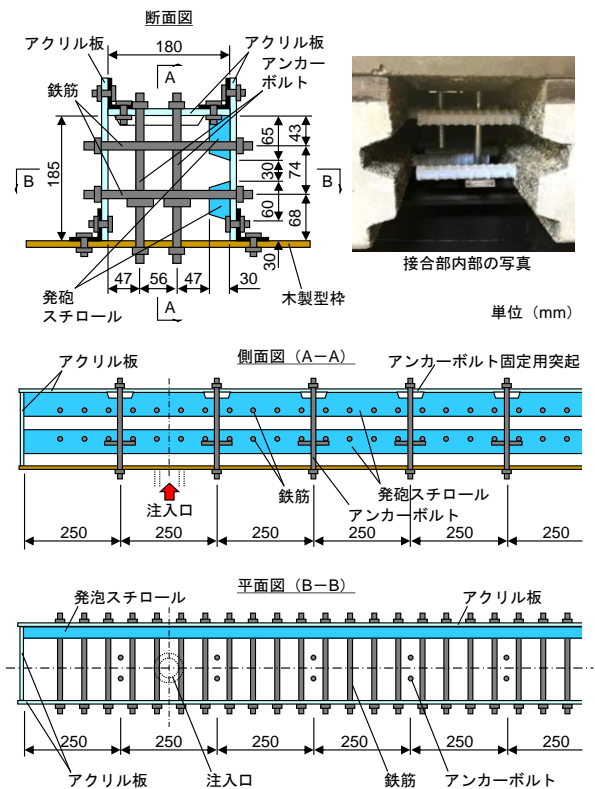 断面図
アクリル板
180
アクリル板
A
アンカー
ボルト
鉄筋
65
43
185
30
74
B
B
60
68
30
47
56
47
30
発砲
スチロール
A
木製型枠
接合部内部の写真
単位（mm）
アクリル板
側面図（A－A）
アンカーボルト固定用突起
注入口
鉄筋
発砲スチロール
アンカーボルト
250
250
250
250
250
250
平面図（B－B）
発泡スチロール
アクリル板
250
250
250
250
250
250
アクリル板
注入口
鉄筋
アンカーボルト